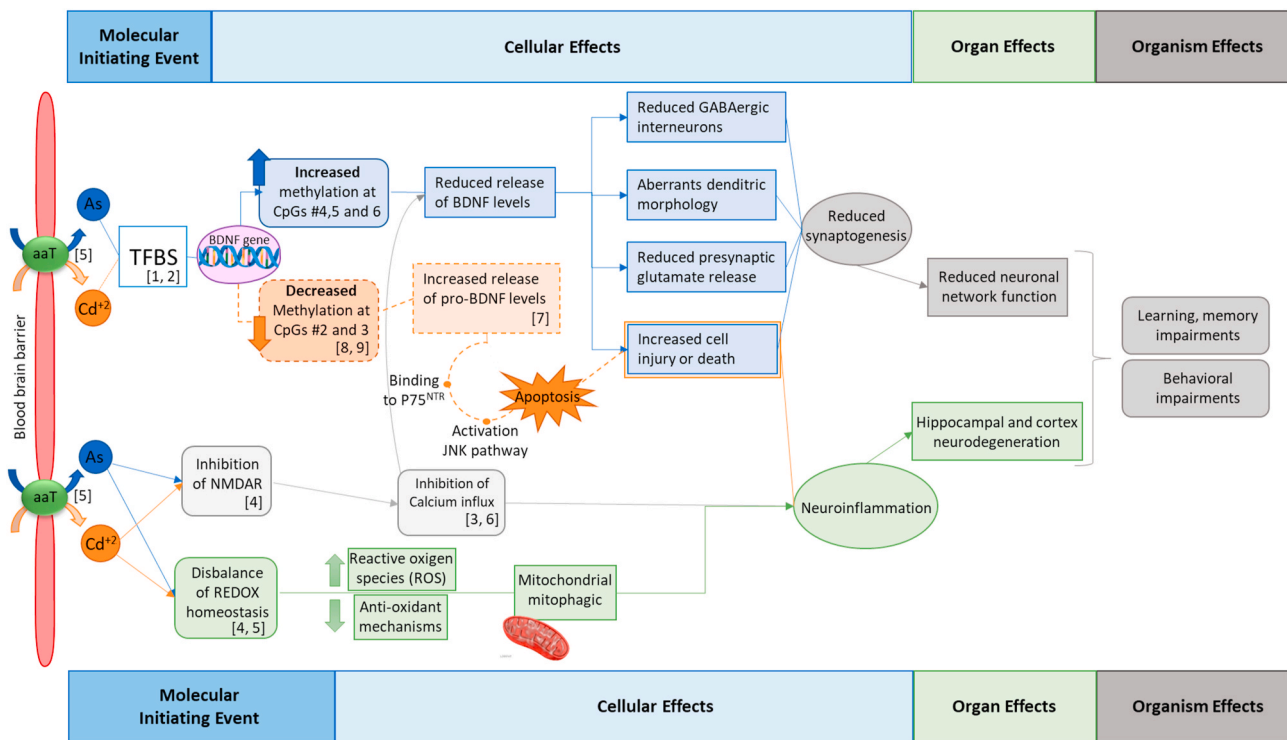 Molecular
Initiating Event
Cellular Effects
Organ Effects
Organism Effects
Blood brain barrier
As
aaT
[5]
Cd+2
TFBS
[1, 2]
BDNF gene
Increased
methylation at
CpGs #4,5 and 6
Decreased
Methylation at
CpGs #2 and 3
[8, 9]
Reduced release
of BDNF levels
Increased release
of pro-BDNF levels
[7]
Binding
to P75NTR
Activation
JNK pathway
Apoptosis
Reduced GABAergic
interneurons
Aberrants denditric
morphology
Reduced presynaptic
glutamate release
Increased cell
injury or death
Reduced
synaptogenesis
Reduced neuronal
network function
Learning, memory
impairments
Behavioral
impairments
Hippocampal and cortex
neurodegeneration
Neuroinflammation
As
aaT
[5]
Cd+2
Inhibition
of NMDAR
[4]
Inhibition of
Calcium influx
[3, 6]
Disbalance
of REDOX
homeostasis
[4, 5]
Reactive oxigen
species (ROS)
Anti-oxidant
mechanisms
Mitochondrial
mitophagic
Molecular
Initiating Event
Cellular Effects
Organ Effects
Organism Effects